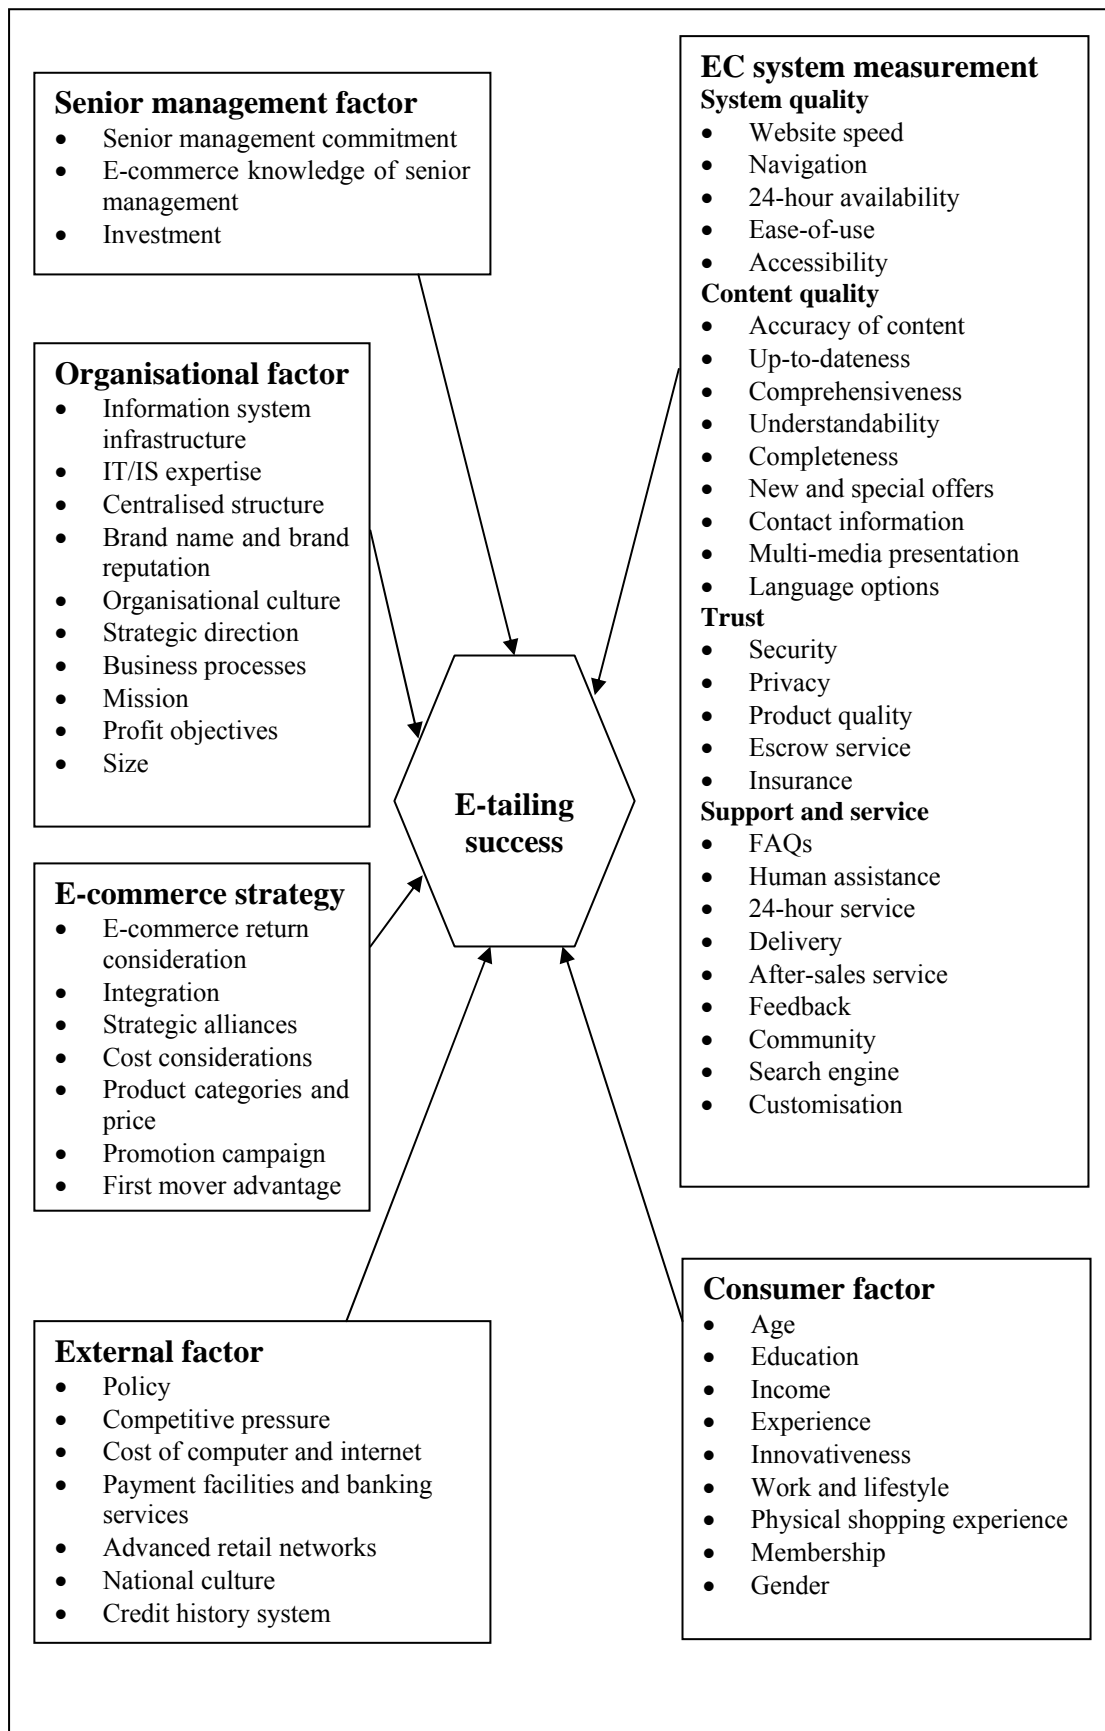 Senior management factor
• Senior management commitment
• E-commerce knowledge of senior
management
• Investment
Organisational factor
• Information system
infrastructure
• IT/IS expertise
• Centralised structure
• Brand name and brand
reputation
• Organisational culture
• Strategic direction
• Business processes
• Mission
• Profit objectives
• Size
E-commerce strategy
• E-commerce return
consideration
• Integration
• Strategic alliances
• Cost considerations
• Product categories and
price
• Promotion campaign
• First mover advantage
External factor
• Policy
• Competitive pressure
• Cost of computer and internet
• Payment facilities and banking
services
• Advanced retail networks
• National culture
• Credit history system
E-tailing
success
EC system measurement
System quality
• Website speed
• Navigation
• 24-hour availability
• Ease-of-use
• Accessibility
Content quality
• Accuracy of content
• Up-to-dateness
• Comprehensiveness
• Understandability
• Completeness
• New and special offers
• Contact information
• Multi-media presentation
• Language options
Trust
• Security
• Privacy
• Product quality
• Escrow service
• Insurance
Support and service
• FAQs
• Human assistance
• 24-hour service
• Delivery
• After-sales service
• Feedback
• Community
• Search engine
• Customisation
Consumer factor
• Age
• Education
• Income
• Experience
• Innovativeness
• Work and lifestyle
• Physical shopping experience
• Membership
• Gender